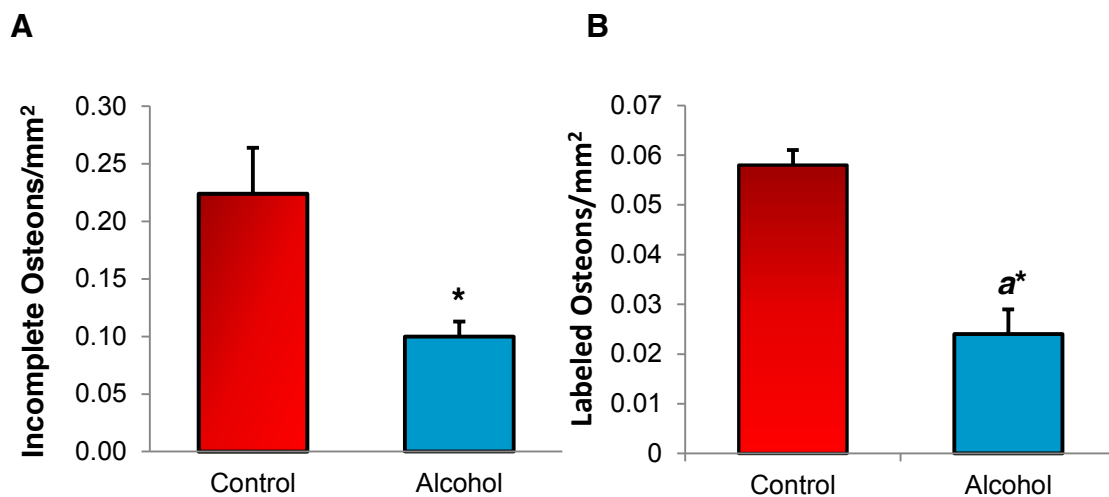 A
Incomplete Osteons/mm²
0.30
0.25
0.20
0.15
0.10
0.05
0.00
*
Control
Alcohol
B
Labeled Osteons/mm²
0.07
0.06
0.05
0.04
0.03
0.02
0.01
0
a*
Control
Alcohol